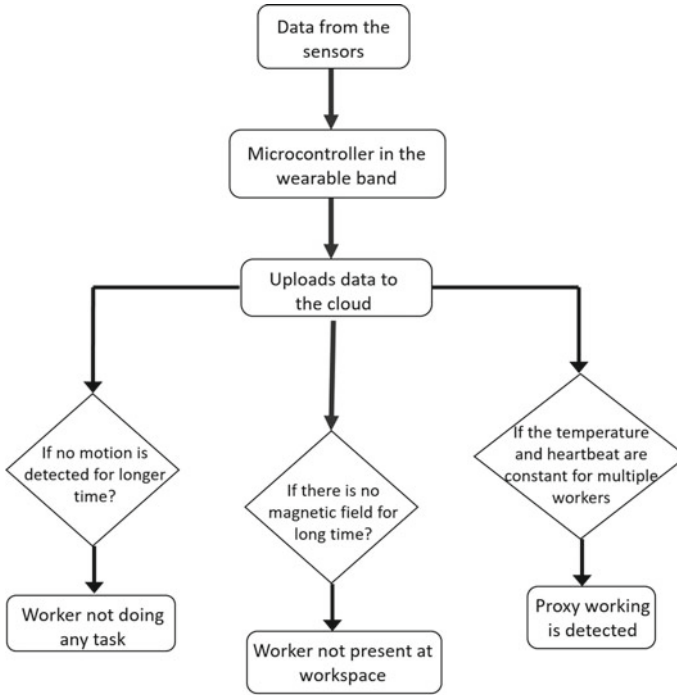 Data from the
sensors
Microcontroller in the
wearable band
Uploads data to
the cloud
If no motion is
detected for longer
time?
If there is no
magnetic field for
long time?
If the temperature
and heartbeat are
constant for multiple
workers
Worker not doing
any task
Worker not present at
workspace
Proxy working
is detected